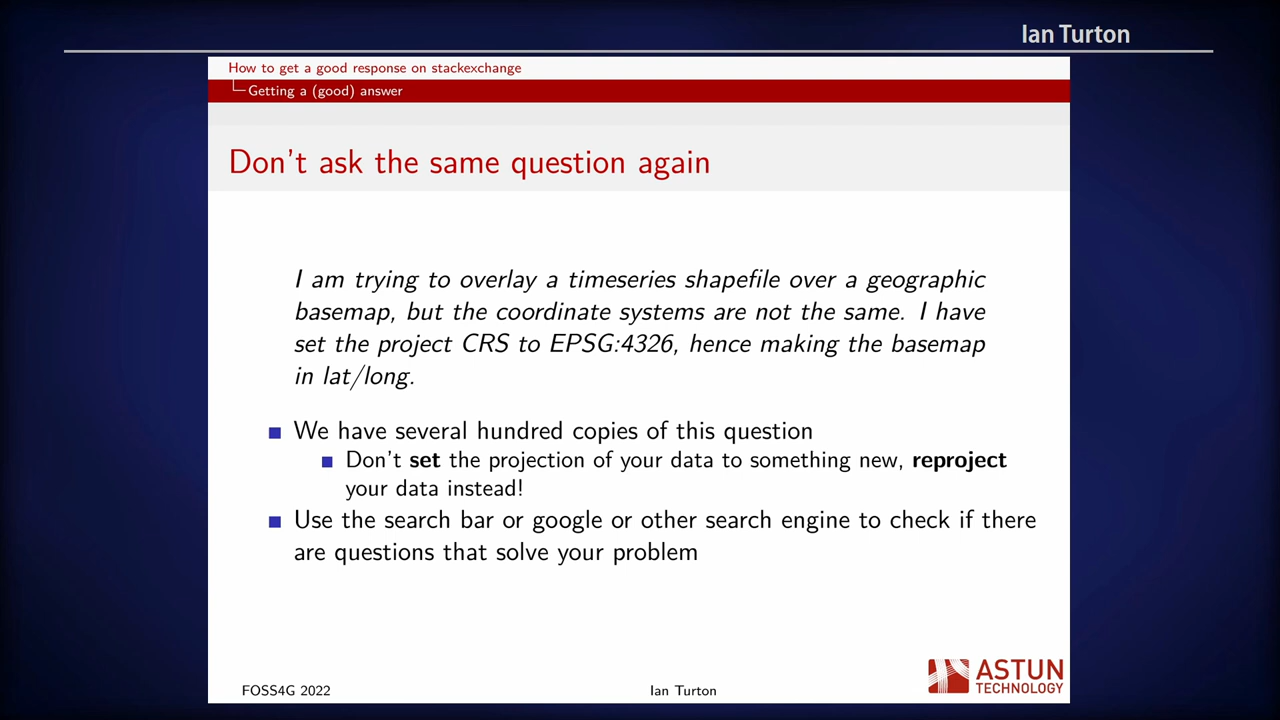 Ian Turton
How to get a good response on stackexchange
Getting a (good) answer
Don't ask the same question again
I am trying to overlay a timeseries shapefile over a geographic
basemap, but the coordinate systems are not the same. I have
set the project CRS to EPSG:4326, hence making the basemap
in lat/long.
We have several hundred copies of this question
Don't set the projection of your data to something new, reproject
your data instead!
Use the search bar or google or other search engine to check if there
are questions that solve your problem
ASTUN
TECHNOLOGY
FOSS4G 2022
Ian Turton